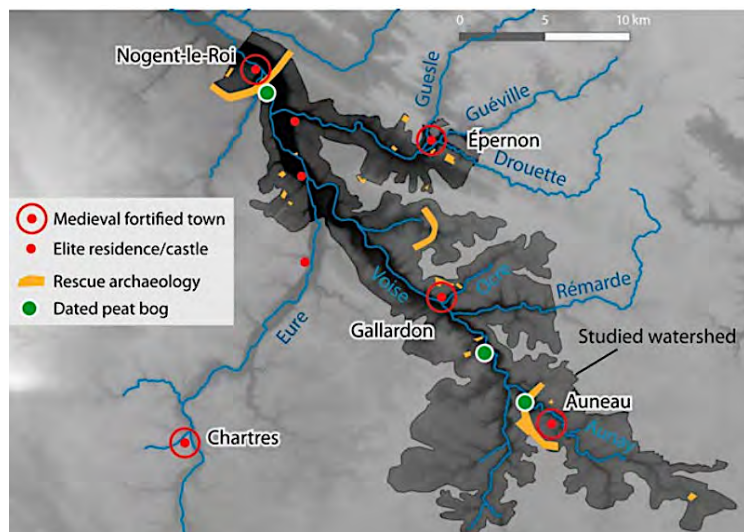 0 5 10 km
Nogent-le-Roi
Guesle
Guéville
Épernon
Drouette
Medieval fortified town
Elite residence/castle
Rescue archaeology
Dated peat bog
Voise
Ocre
Rémarde
Gallardon
Eure
Studied watershed
Auneau
Aunay
Chartres